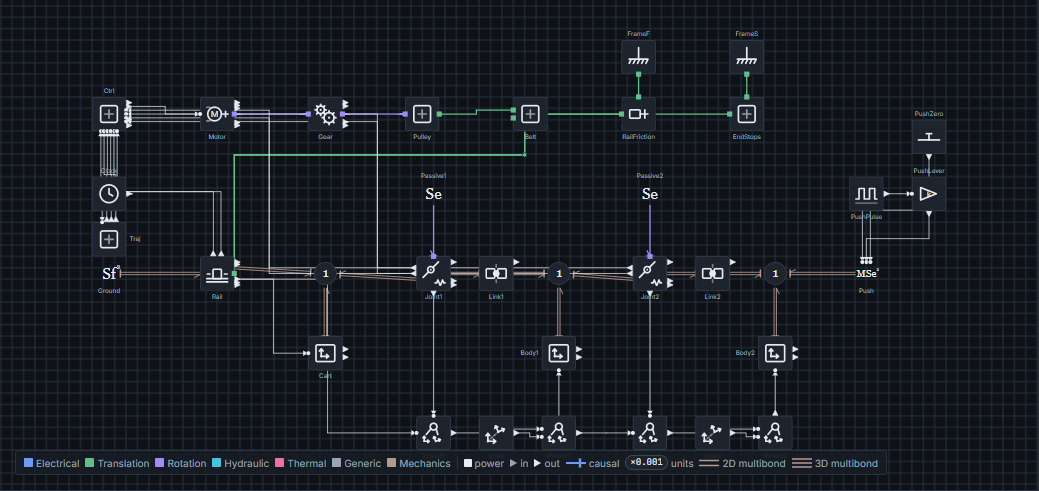 FrameF
FrameS
Ctrl
M
Motor
Gear
Pulley
Belt
RailFriction
EndStops
PushZero
Passive1
Passive2
PushLever
Se
Se
PushPulse
Traj
Sf
Ground
Rail
1
Joint1
Link1
1
Joint2
Link2
1
MSe
Push
Cart
Body1
Body2
Electrical
Translation
Rotation
Hydraulic
Thermal
Generic
Mechanics
power
in
out
causal
×0.001
units
2D multibond
3D multibond